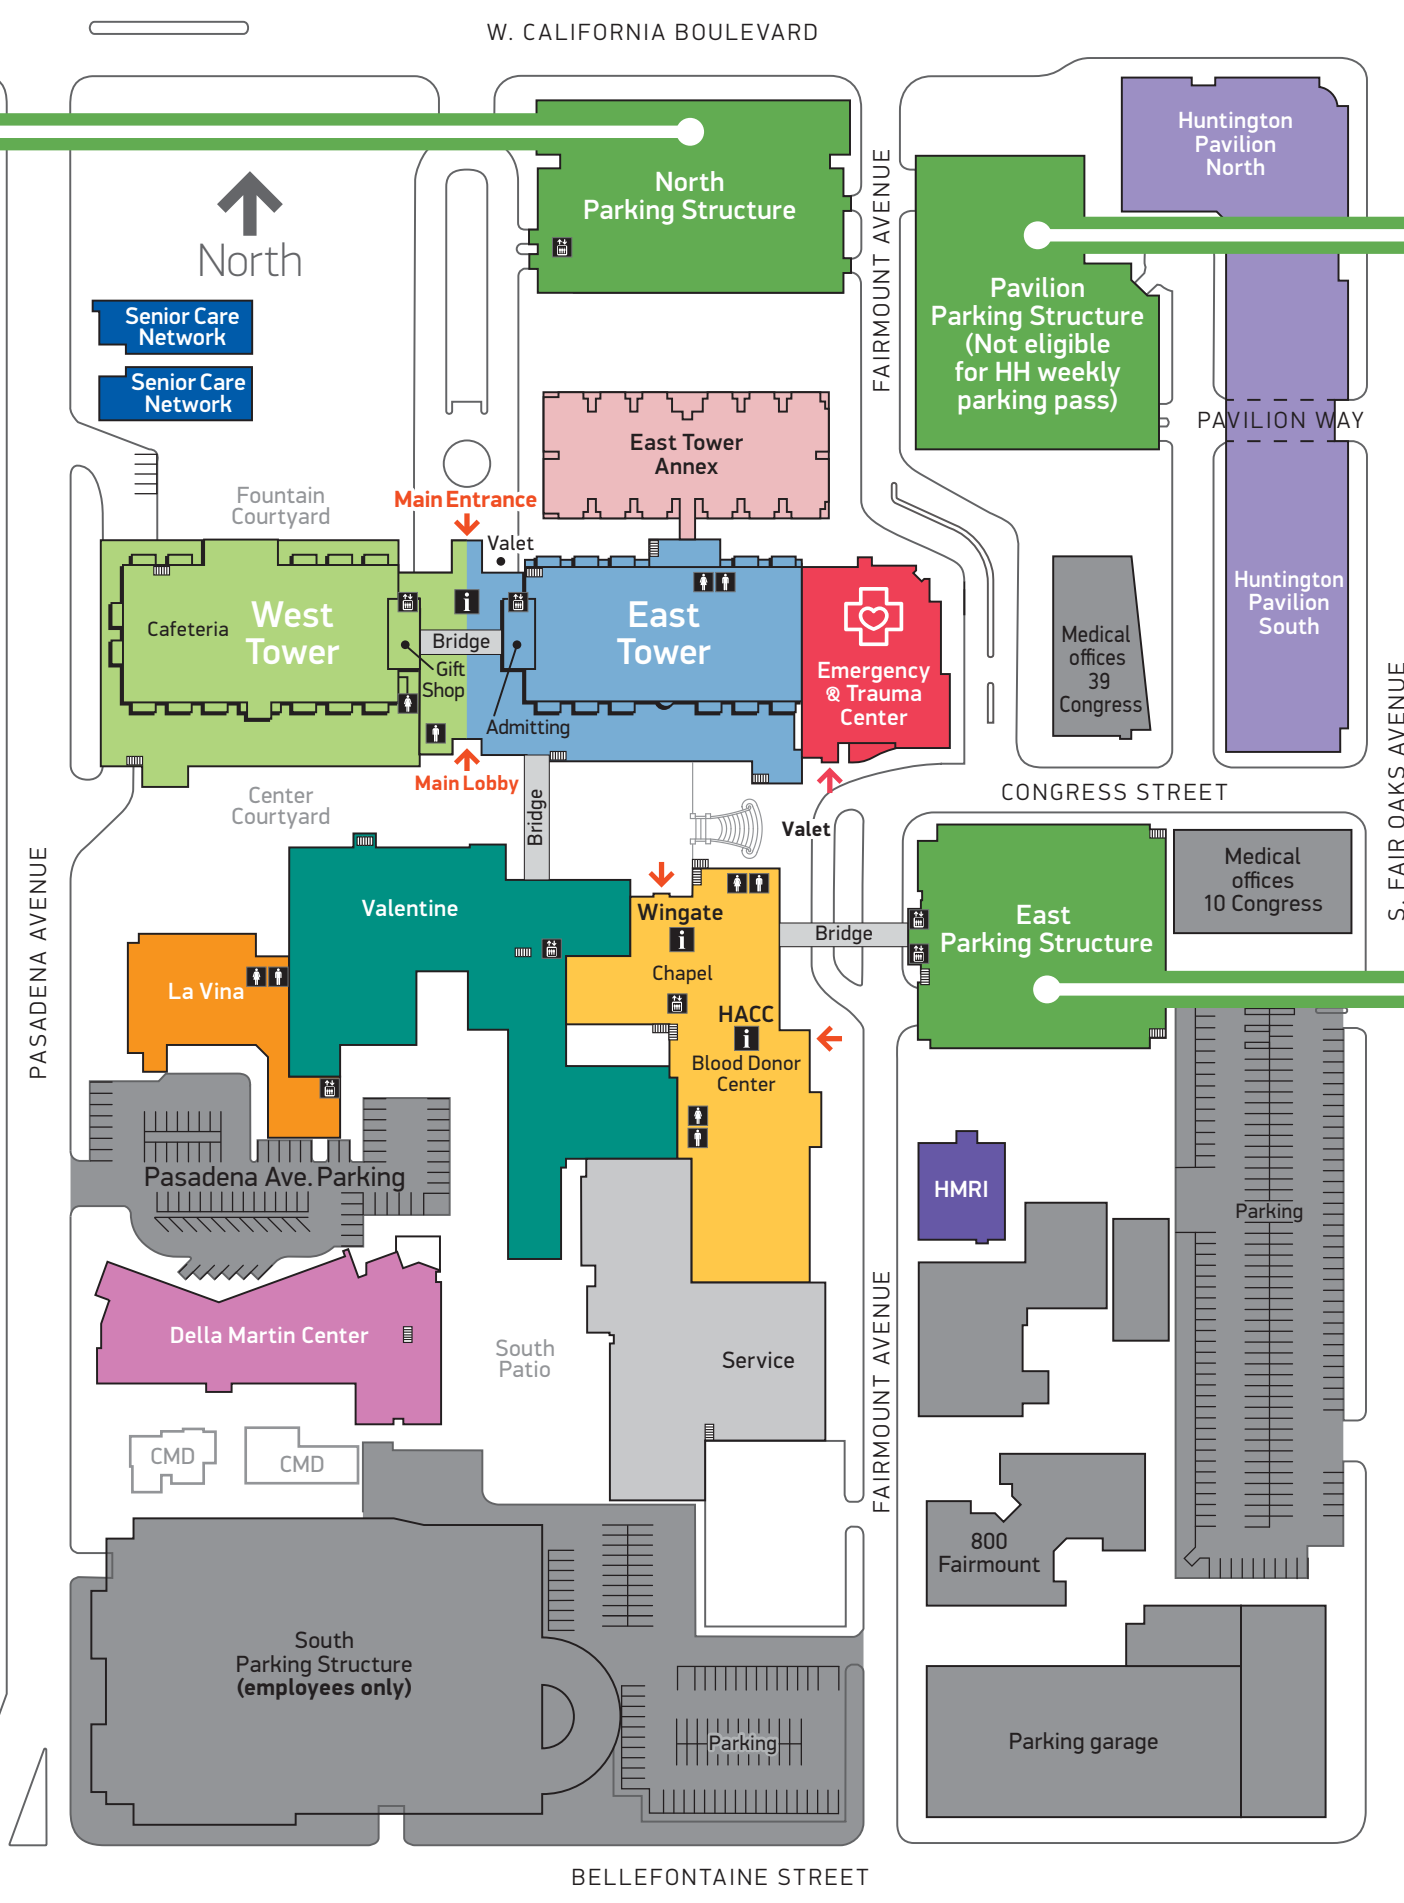 W. CALIFORNIA BOULEVARD
Huntington
Pavilion
North
North
Parking Structure
FAIRMOUNT AVENUE
North
Pavilion
Parking Structure
(Not eligible
for HH weekly
parking pass)
Senior Care
Network
Senior Care
Network
PAVILION WAY
East Tower
Annex
Fountain
Courtyard
Main Entrance
Valet
West
Tower
Cafeteria
i
Bridge
Gift
Shop
Admitting
East
Tower
Emergency
& Trauma
Center
Medical
offices
39
Congress
Huntington
Pavilion
South
S. FAIR OAKS AVENUE
Main Lobby
Center
Courtyard
Bridge
CONGRESS STREET
Valet
Medical
offices
10 Congress
PASADENA AVENUE
Valentine
Wingate
i
Chapel
Bridge
East
Parking Structure
La Vina
HACC
i
Blood Donor
Center
Pasadena Ave. Parking
HMRI
Parking
Della Martin Center
South
Patio
Service
FAIRMOUNT AVENUE
CMD
CMD
800
Fairmount
South
Parking Structure
(employees only)
Parking
Parking garage
BELLEFONTAINE STREET